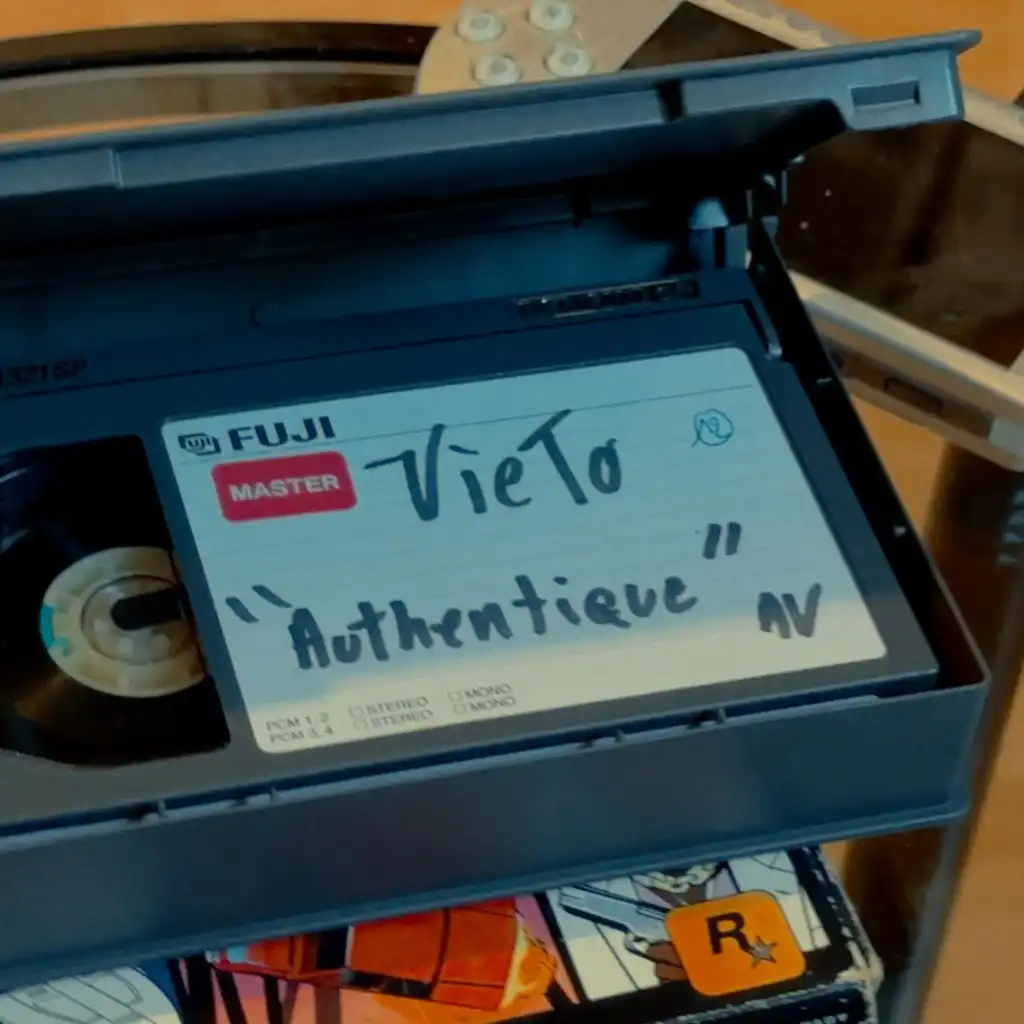 FUJI
MASTER
VieTo
"Authentique"
AV
PCM 1,2 STEREO MONO
PCM 3,4 STEREO MONO
R